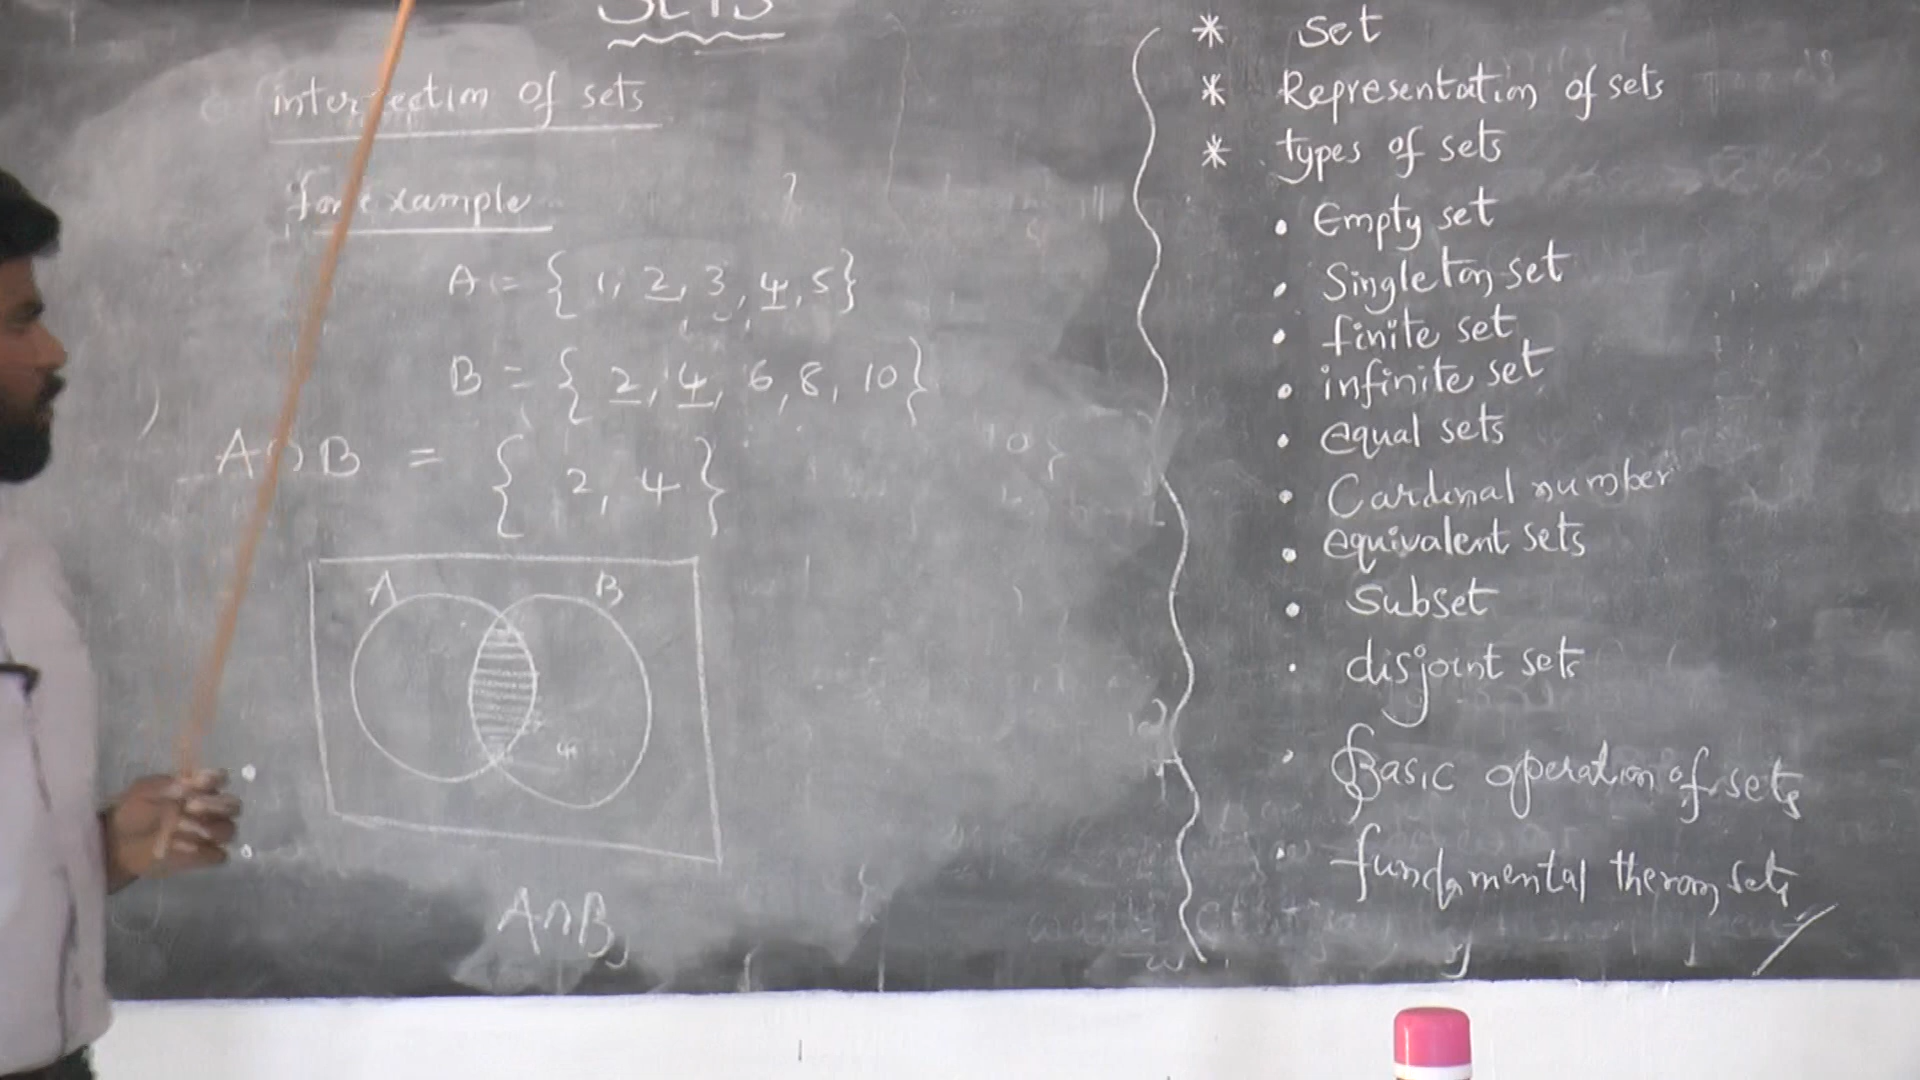 SETS
intersection of sets
for example
A = { 1, 2, 3, 4, 5}
B = { 2, 4, 6, 8, 10}
A∩B = { 2, 4 }
A B
A∩B
* Set
* Representation of sets
* types of sets
• Empty set
• Singleton set
• finite set
• infinite set
• equal sets
• Cardinal number
• equivalent sets
• Subset
• disjoint sets
• Basic operation of sets
• fundamental therom sets